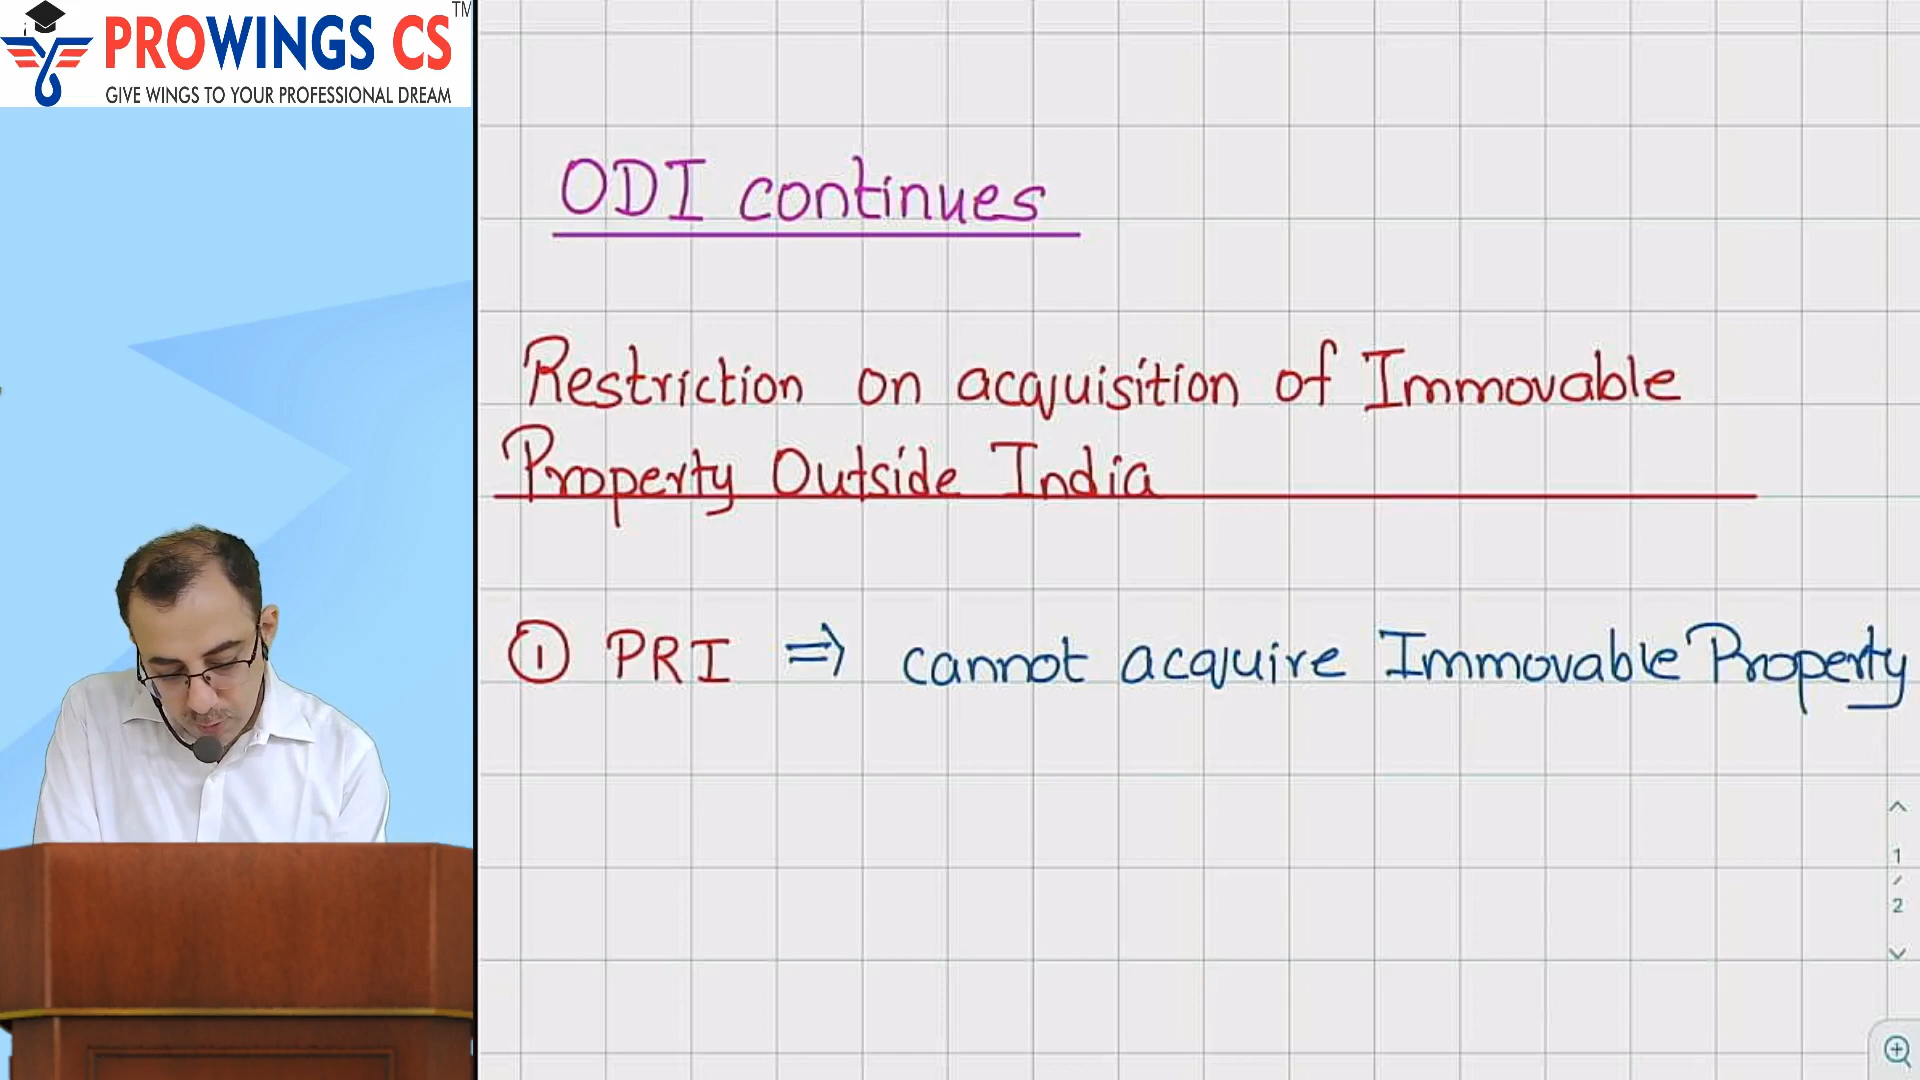 PROWINGS CS TM
GIVE WINGS TO YOUR PROFESSIONAL DREAM
ODI continues
Restriction on acquisition of Immovable
Property Outside India
① PRI ⇒ cannot acquire Immovable Property
1
/
2